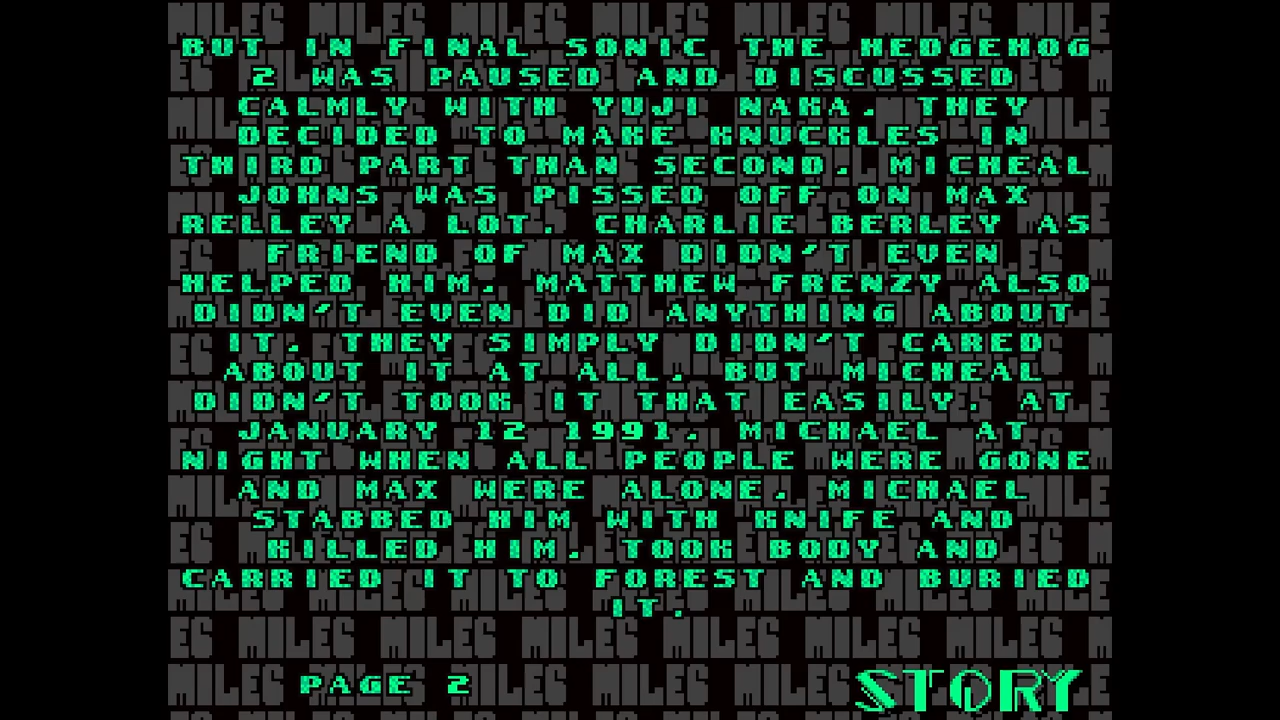 BUT IN FINAL SONIC THE HEDGEHOG
2 WAS PAUSED AND DISCUSSED
CALMLY WITH YUJI NAKA. THEY
DECIDED TO MAKE KNUCKLES IN
THIRD PART THAN SECOND. MICHEAL
JOHNS WAS PISSED OFF ON MAX
RELLEY A LOT. CHARLIE BERLEY AS
FRIEND OF MAX DIDN'T EVEN
HELPED HIM. MATTHEW FRENZY ALSO
DIDN'T EVEN DID ANYTHING ABOUT
IT. THEY SIMPLY DIDN'T CARED
ABOUT IT AT ALL. BUT MICHEAL
DIDN'T TOOK IT THAT EASILY. AT
JANUARY 12 1991. MICHAEL AT
NIGHT WHEN ALL PEOPLE WERE GONE
AND MAX WERE ALONE. MICHAEL
STABBED HIM WITH KNIFE AND
KILLED HIM. TOOK BODY AND
CARRIED IT TO FOREST AND BURIED
IT.
PAGE 2
STORY